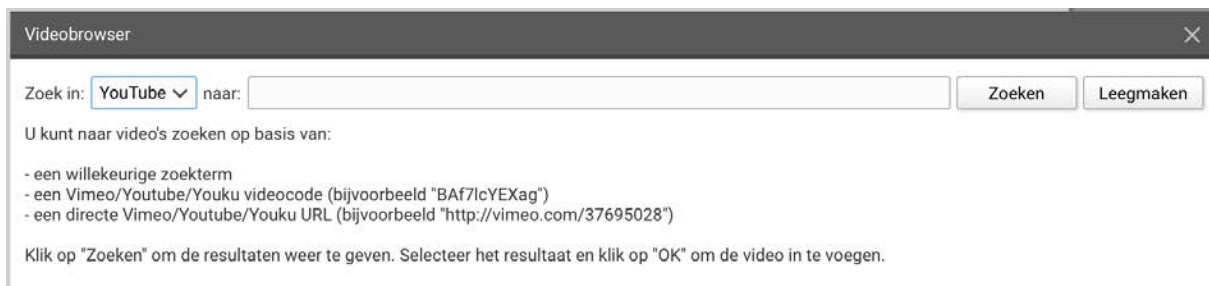 Videobrowser
Zoek in: YouTube naar: Zoeken Leegmaken
U kunt naar video's zoeken op basis van:
- een willekeurige zoekterm
- een Vimeo/Youtube/Youku videocode (bijvoorbeeld "BAf7lcYEXag")
- een directe Vimeo/Youtube/Youku URL (bijvoorbeeld "http://vimeo.com/37695028")
Klik op "Zoeken" om de resultaten weer te geven. Selecteer het resultaat en klik op "OK" om de video in te voegen.